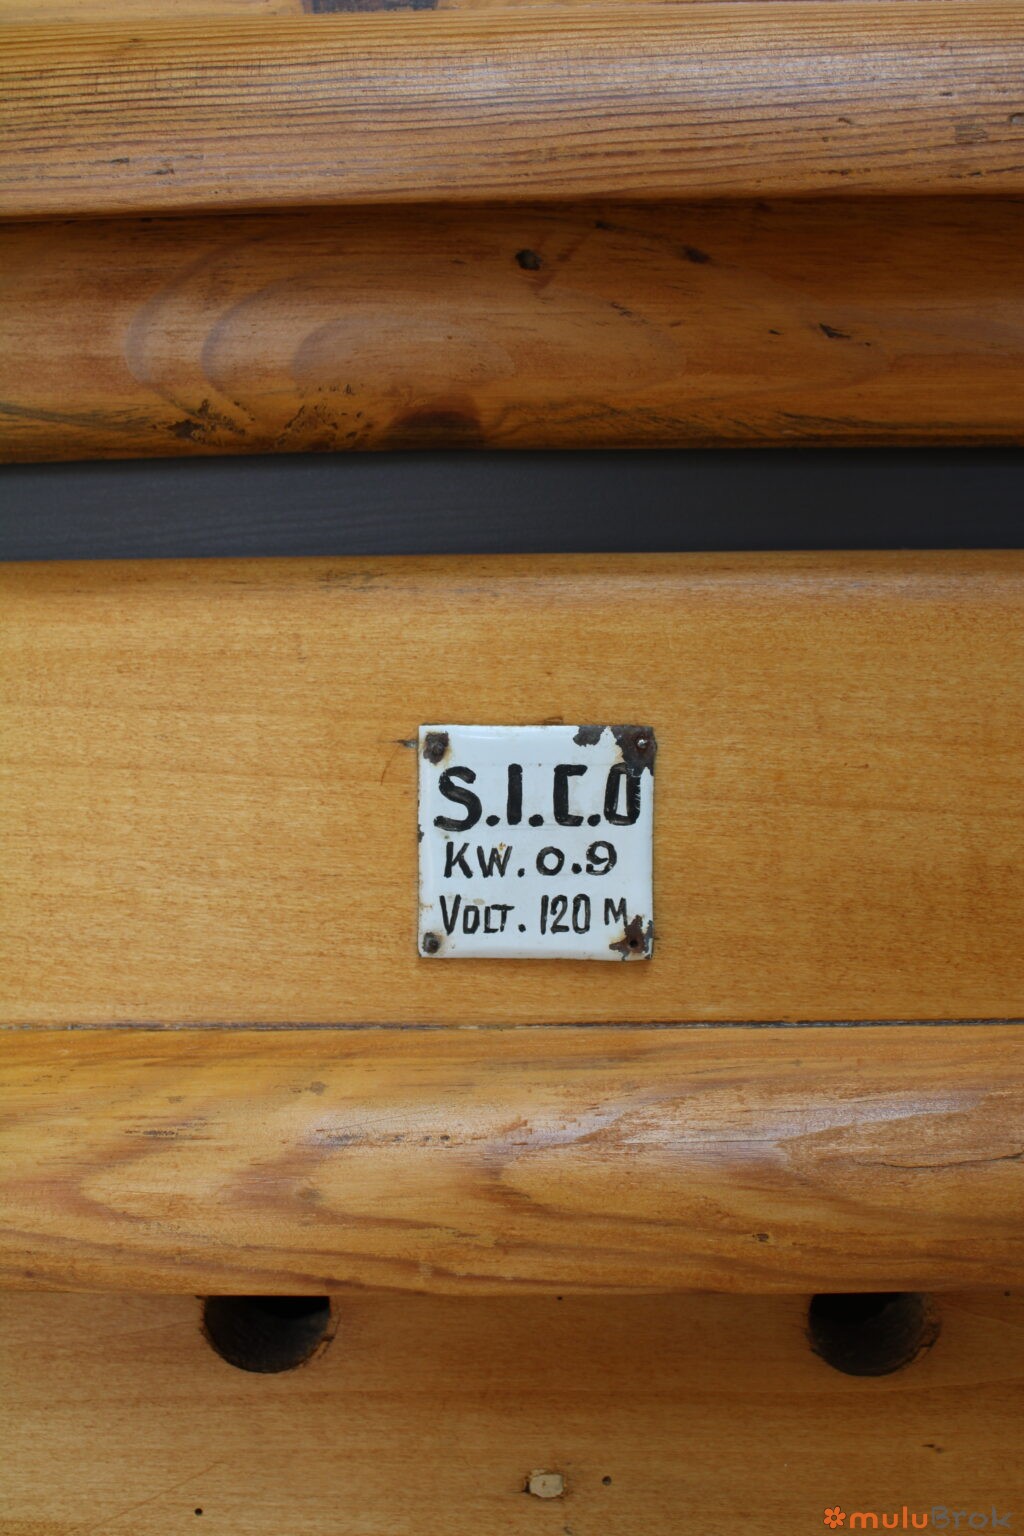 S.I.C.O
KW. 0.9
VOLT. 120 M
muluBrok